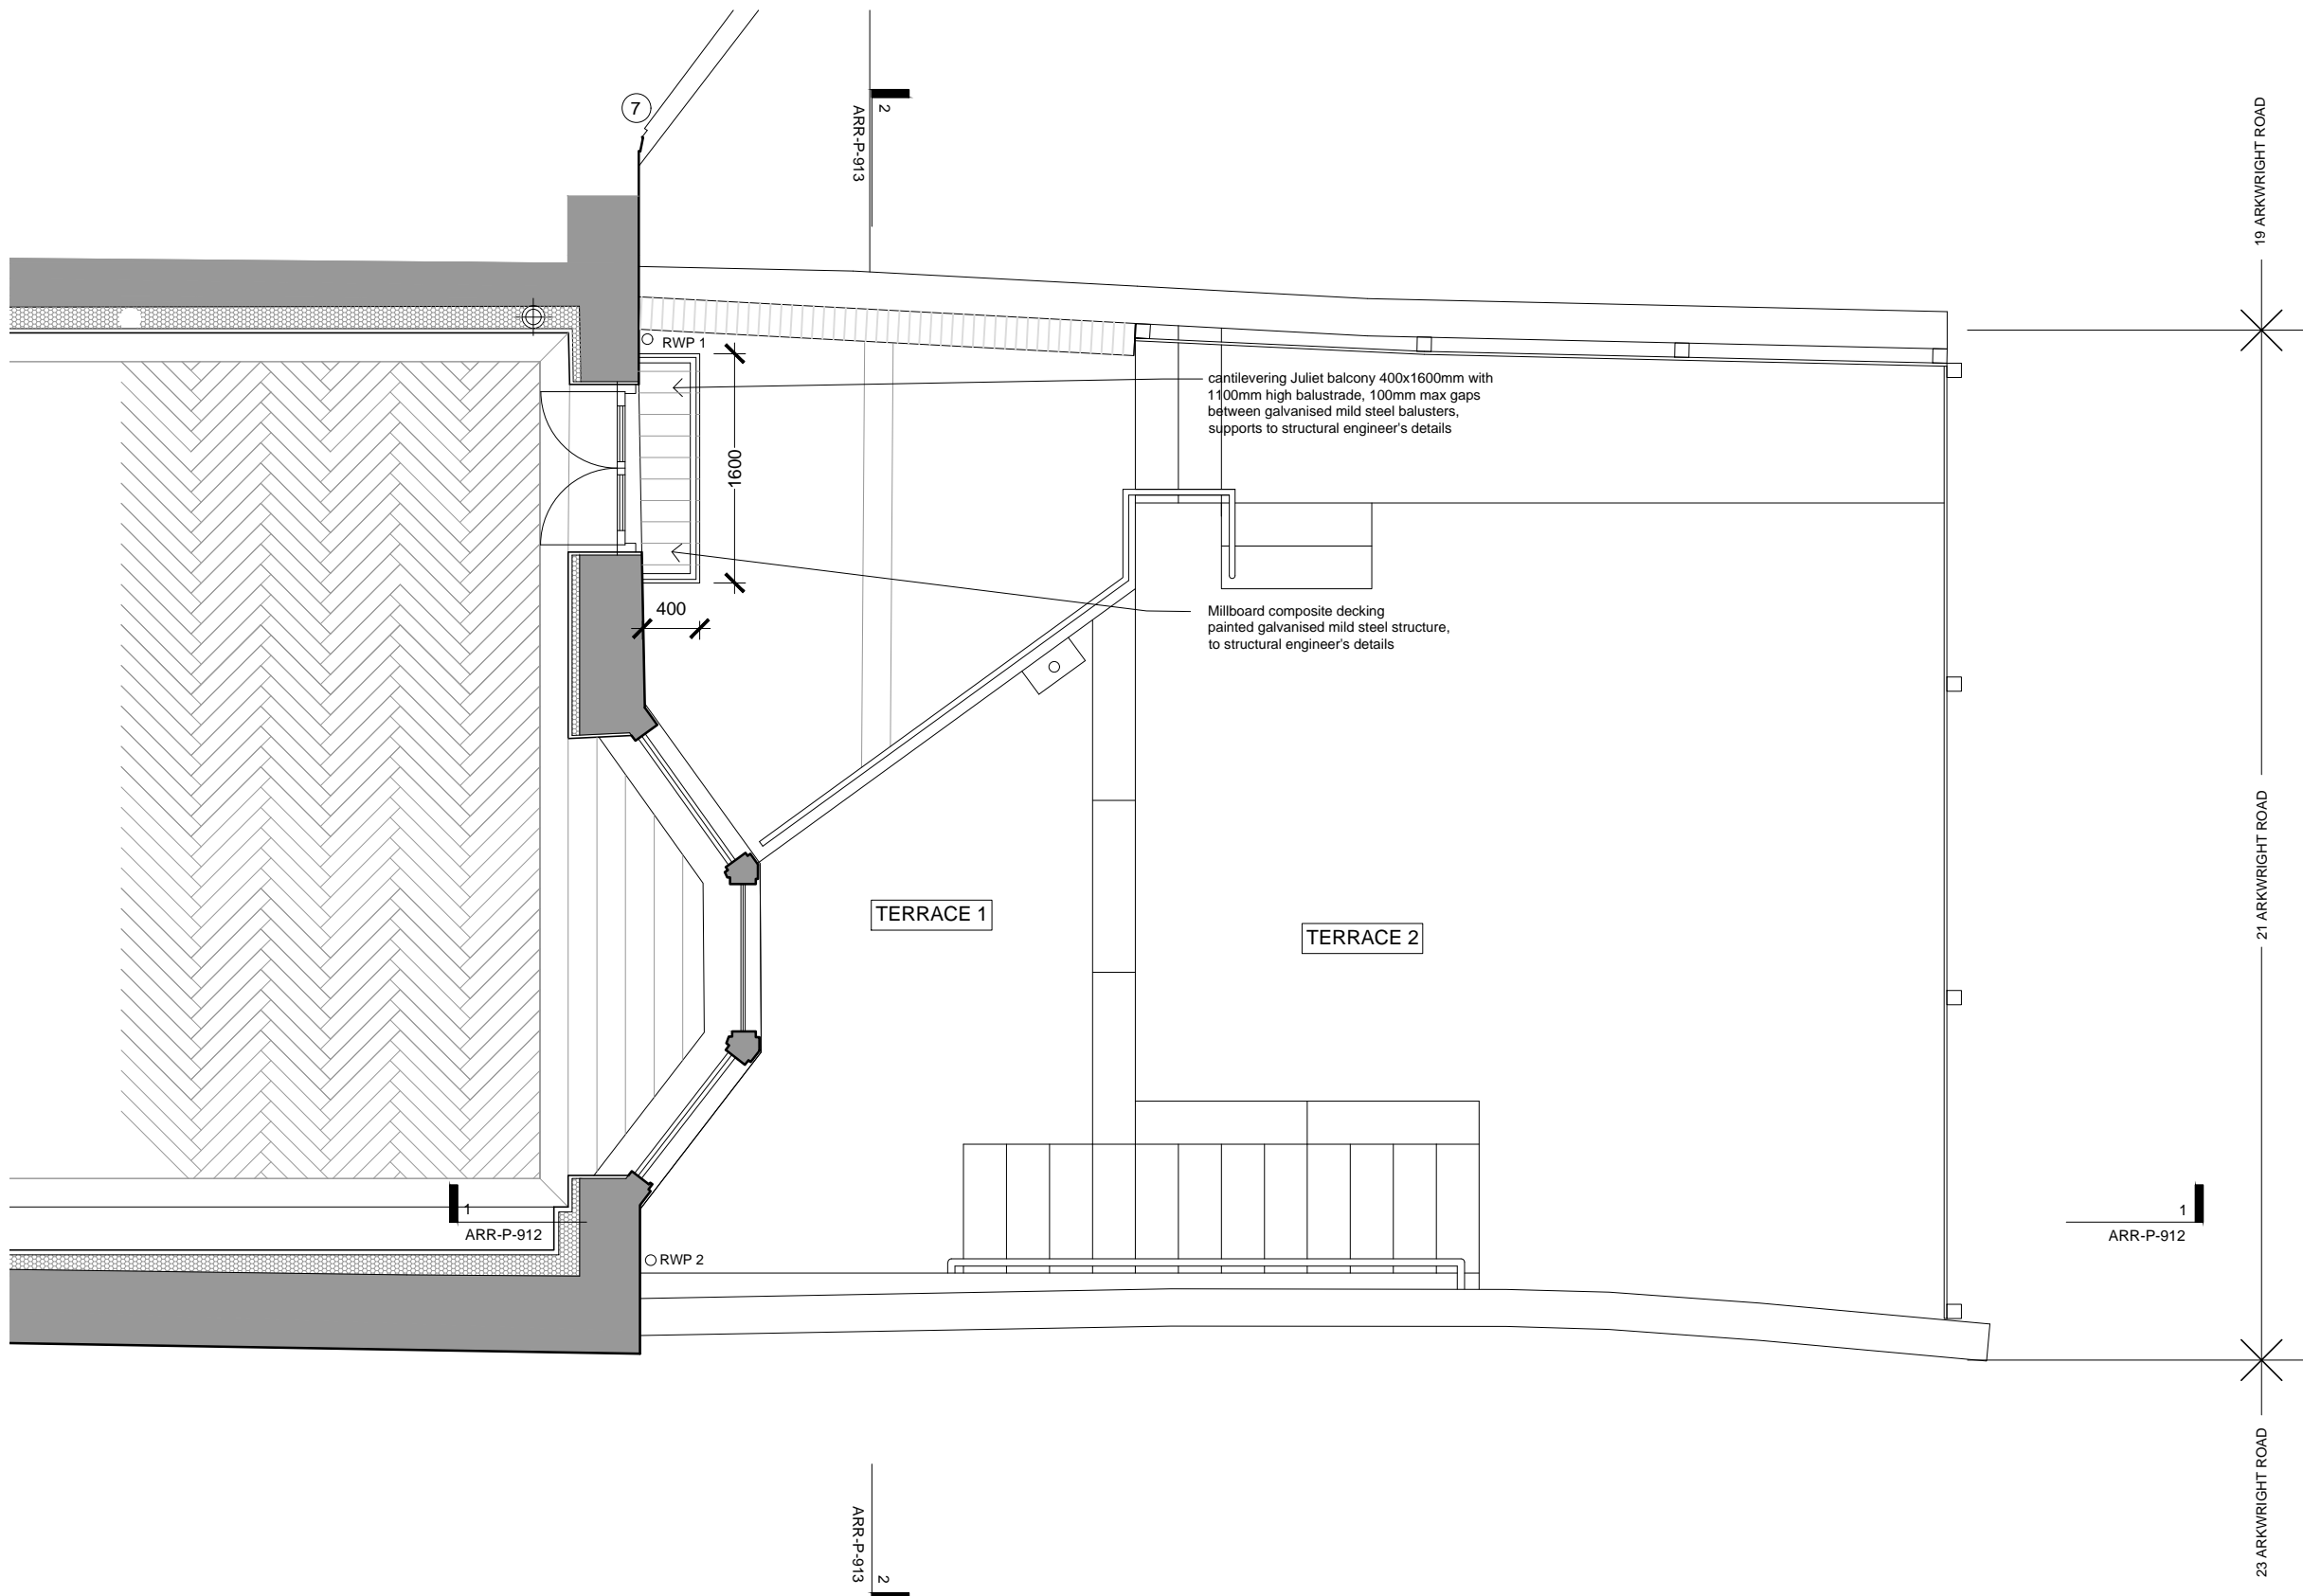 7
2
ARR-P-913
19 ARKWRIGHT ROAD
RWP 1
cantilevering Juliet balcony 400x1600mm with
1100mm high balustrade, 100mm max gaps
between galvanised mild steel balusters,
supports to structural engineer's details
1600
400
Millboard composite decking
painted galvanised mild steel structure,
to structural engineer's details
21 ARKWRIGHT ROAD
TERRACE 1
TERRACE 2
1
ARR-P-912
1
ARR-P-912
RWP 2
23 ARKWRIGHT ROAD
ARR-P-913
2